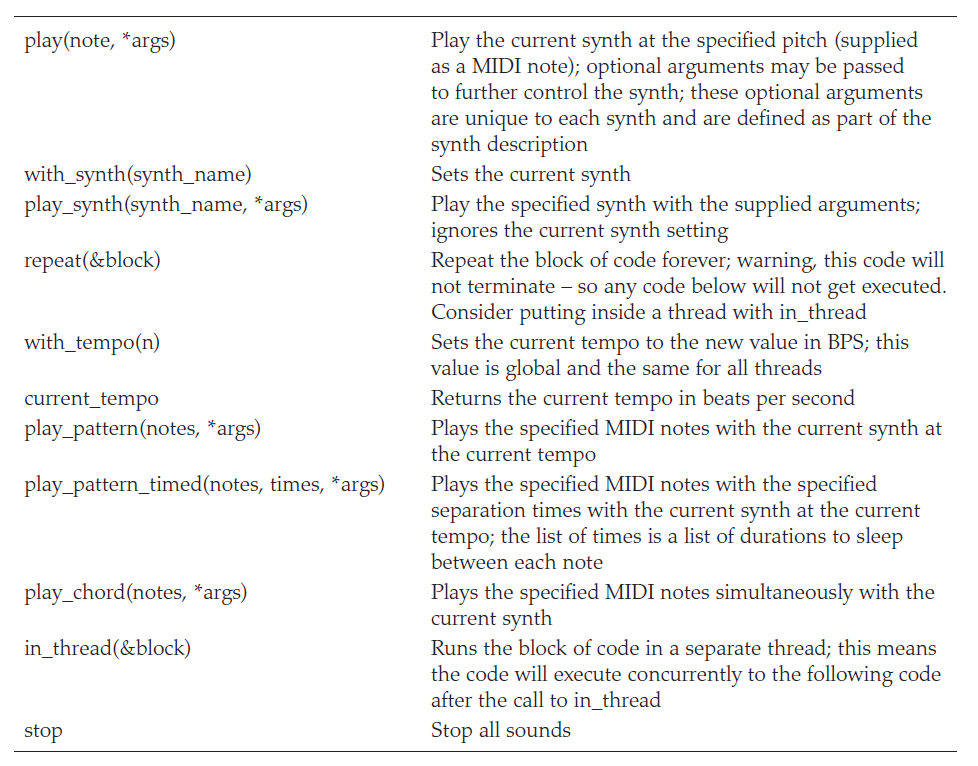 play(note, *args) Play the current synth at the specified pitch (supplied
as a MIDI note); optional arguments may be passed
to further control the synth; these optional arguments
are unique to each synth and are defined as part of the
synth description
with_synth(synth_name) Sets the current synth
play_synth(synth_name, *args) Play the specified synth with the supplied arguments;
ignores the current synth setting
repeat(&block) Repeat the block of code forever; warning, this code will
not terminate – so any code below will not get executed.
Consider putting inside a thread with in_thread
with_tempo(n) Sets the current tempo to the new value in BPS; this
value is global and the same for all threads
current_tempo Returns the current tempo in beats per second
play_pattern(notes, *args) Plays the specified MIDI notes with the current synth at
the current tempo
play_pattern_timed(notes, times, *args) Plays the specified MIDI notes with the specified
separation times with the current synth at the current
tempo; the list of times is a list of durations to sleep
between each note
play_chord(notes, *args) Plays the specified MIDI notes simultaneously with the
current synth
in_thread(&block) Runs the block of code in a separate thread; this means
the code will execute concurrently to the following code
after the call to in_thread
stop Stop all sounds